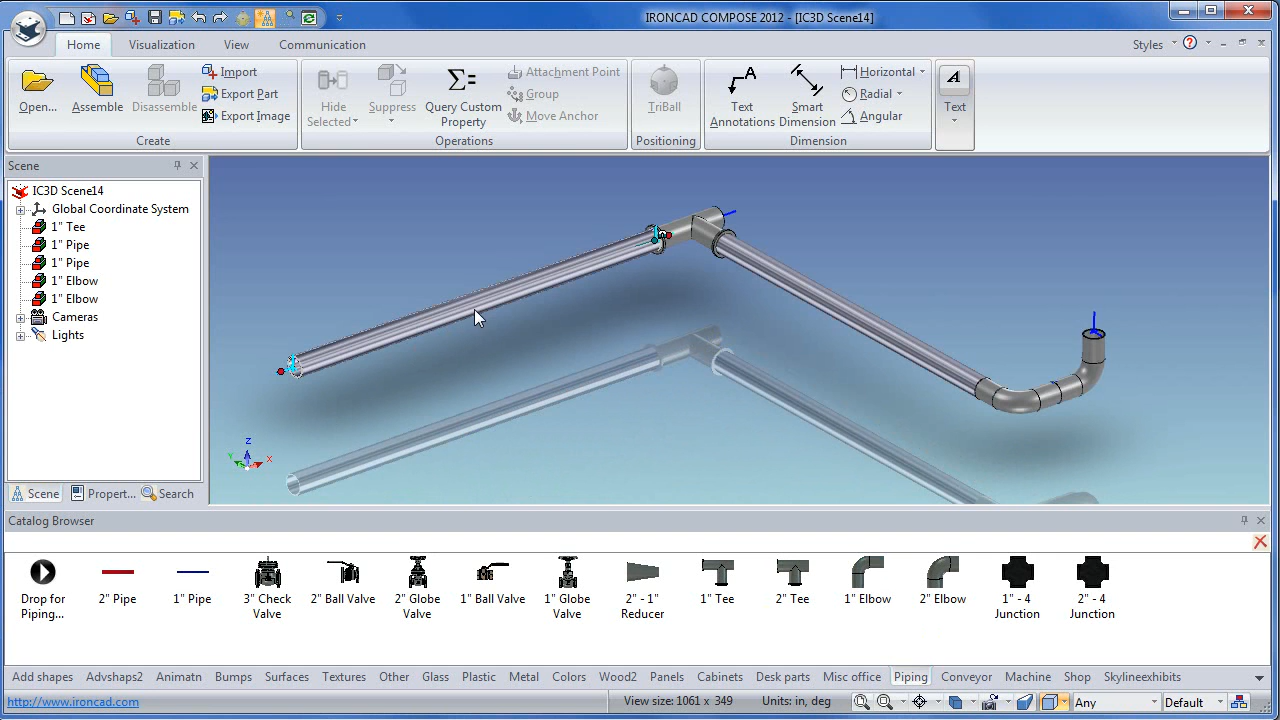 IRONCAD COMPOSE 2012 - [IC3D Scene14]
Home Visualization View Communication Styles
Open... Assemble Disassemble Import
Export Part
Export Image
Create
Hide Selected Suppress Query Custom Property Attachment Point
Group
Move Anchor
Operations
TriBall
Positioning
A
Text Annotations Smart Dimension Horizontal
Radial
Angular
Dimension
A
Text
Scene
IC3D Scene14
Global Coordinate System
1" Tee
1" Pipe
1" Pipe
1" Elbow
1" Elbow
Cameras
Lights
Z
Y X
Scene Propert... Search
Catalog Browser
Drop for Piping...
2" Pipe
1" Pipe
3" Check Valve
2" Ball Valve
2" Globe Valve
1" Ball Valve
1" Globe Valve
2" - 1" Reducer
1" Tee
2" Tee
1" Elbow
2" Elbow
1" - 4 Junction
2" - 4 Junction
Add shapes Advshaps2 Animatn Bumps Surfaces Textures Other Glass Plastic Metal Colors Wood2 Panels Cabinets Desk parts Misc office Piping Conveyor Machine Shop Skylineexhibits
http://www.ironcad.com View size: 1061 x 349 Units: in, deg Any Default